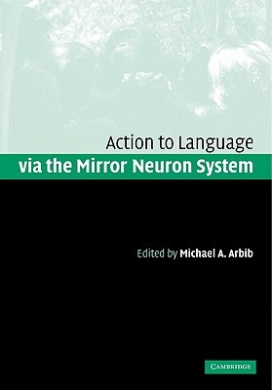 Action to Language
via the Mirror Neuron System
Edited by Michael A. Arbib
CAMBRIDGE